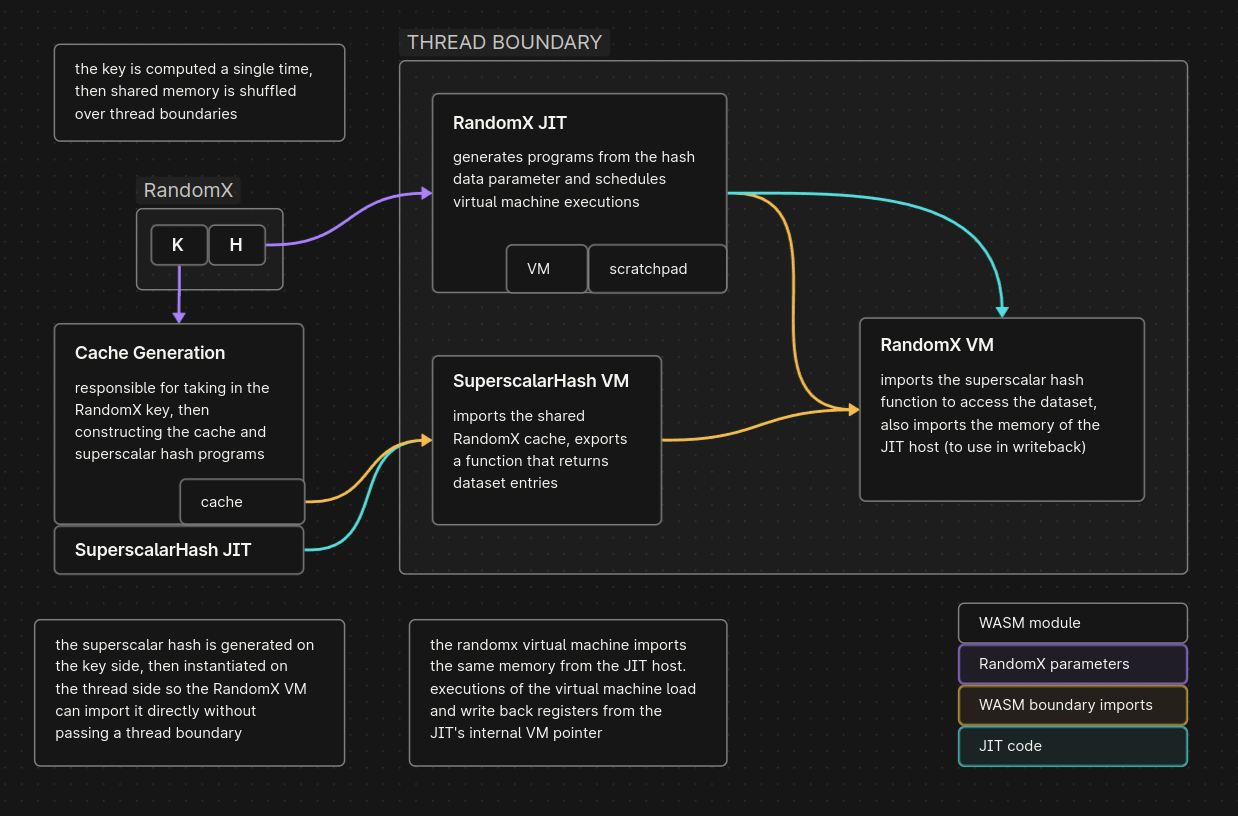 THREAD BOUNDARY
the key is computed a single time,
then shared memory is shuffled
over thread boundaries
RandomX
K
H
RandomX JIT
generates programs from the hash
data parameter and schedules
virtual machine executions
VM
scratchpad
Cache Generation
responsible for taking in the
RandomX key, then
constructing the cache and
superscalar hash programs
cache
SuperscalarHash JIT
SuperscalarHash VM
imports the shared
RandomX cache, exports
a function that returns
dataset entries
RandomX VM
imports the superscalar hash
function to access the dataset,
also imports the memory of the
JIT host (to use in writeback)
the superscalar hash is generated on
the key side, then instantiated on
the thread side so the RandomX VM
can import it directly without
passing a thread boundary
the randomx virtual machine imports
the same memory from the JIT host.
executions of the virtual machine load
and write back registers from the
JIT's internal VM pointer
WASM module
RandomX parameters
WASM boundary imports
JIT code